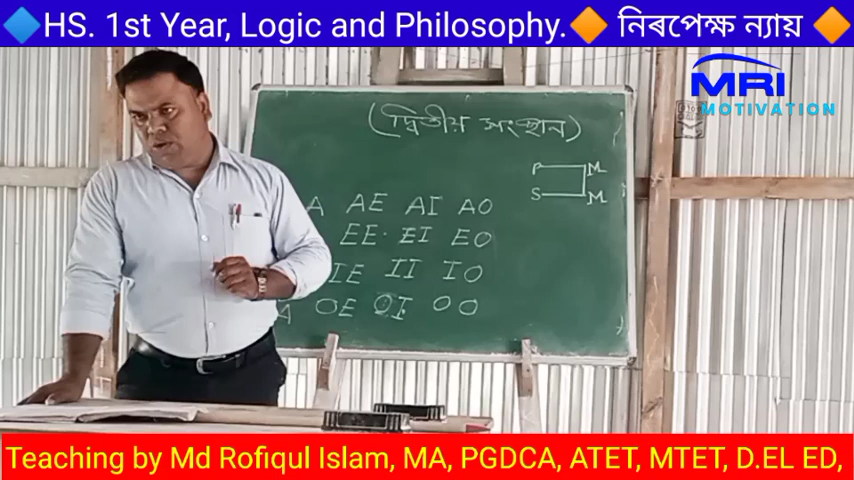 🔷HS. 1st Year, Logic and Philosophy.🔶 নিৰপেক্ষ ন্যায় 🔶
MRI
MOTIVATION
(দ্বিতীয় সংস্থান)
P M
S M
A AE AI AO
EE EI EO
IE II IO
A OE OI OO
Teaching by Md Rofiqul Islam, MA, PGDCA, ATET, MTET, D.EL ED,